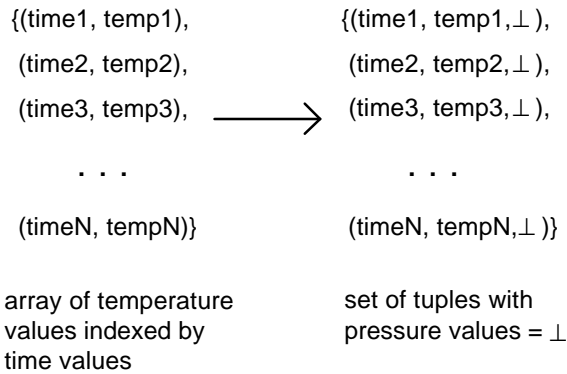 {(time1, temp1),
(time2, temp2),
(time3, temp3),
. . .
(timeN, tempN)}
array of temperature
values indexed by
time values
{(time1, temp1,⊥ ),
(time2, temp2,⊥ ),
(time3, temp3,⊥ ),
. . .
(timeN, tempN,⊥ )}
set of tuples with
pressure values = ⊥